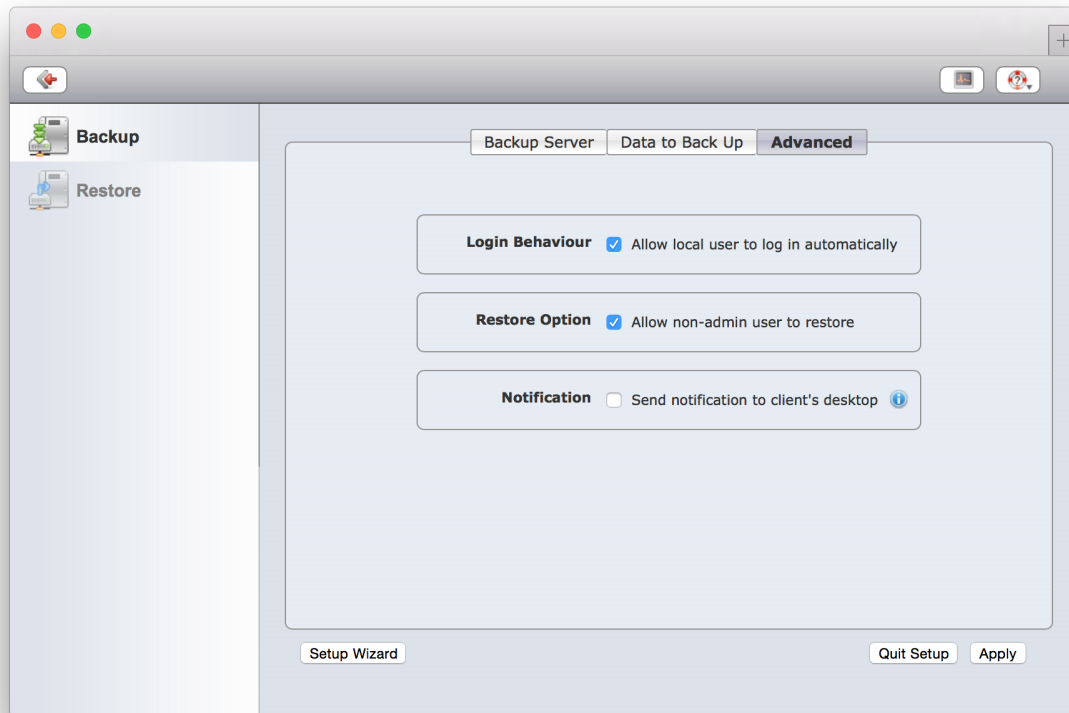 Backup
Restore
Backup Server
Data to Back Up
Advanced
Login Behaviour
Allow local user to log in automatically
Restore Option
Allow non-admin user to restore
Notification
Send notification to client's desktop
Setup Wizard
Quit Setup
Apply